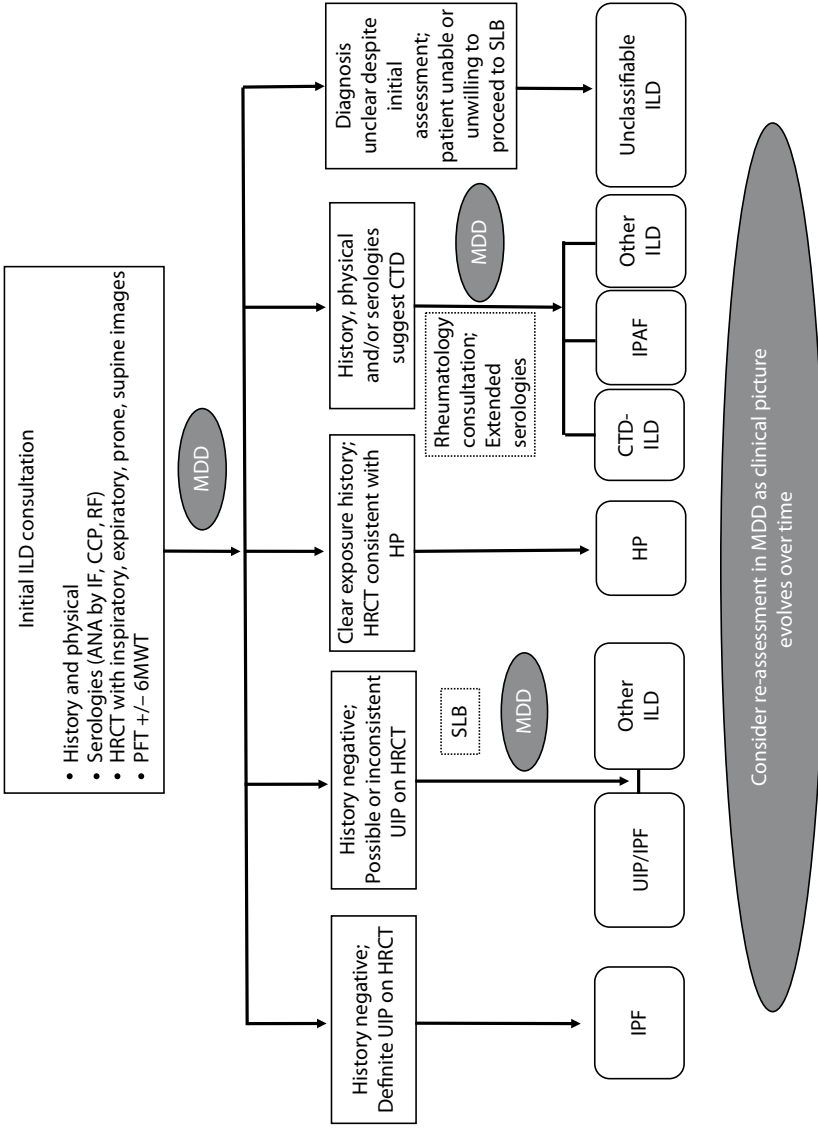 Initial ILD consultation
• History and physical
• Serologies (ANA by IF, CCP, RF)
• HRCT with inspiratory, expiratory, prone, supine images
• PFT +/– 6MWT
MDD
History negative;
Definite UIP on HRCT
History negative;
Possible or inconsistent
UIP on HRCT
Clear exposure history;
HRCT consistent with
HP
History, physical
and/or serologies
suggest CTD
Diagnosis
unclear despite
initial
assessment;
patient unable or
unwilling to
proceed to SLB
SLB
MDD
Rheumatology
consultation;
Extended
serologies
MDD
IPF
UIP/IPF
Other
ILD
HP
CTD-
ILD
IPAF
Other
ILD
Unclassifiable
ILD
Consider re-assessment in MDD as clinical picture
evolves over time